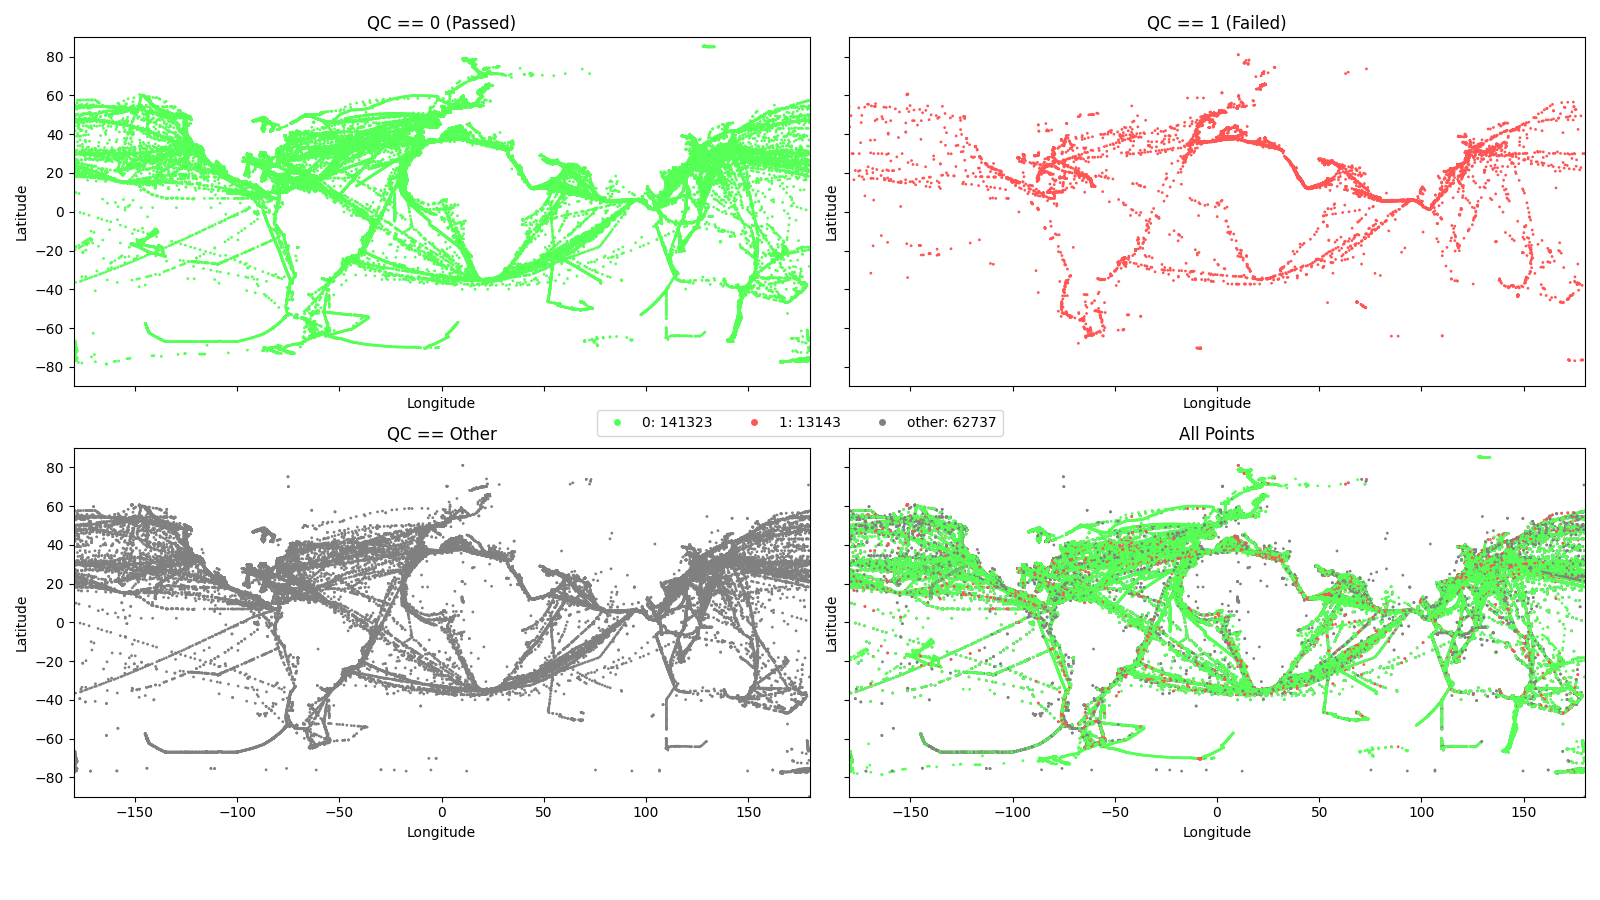 QC == 0 (Passed)
QC == 1 (Failed)
80
60
40
20
0
−20
−40
−60
−80
Latitude
Latitude
Longitude
Longitude
0: 141323 1: 13143 other: 62737
QC == Other
All Points
80
60
40
20
0
−20
−40
−60
−80
Latitude
Latitude
−150 −100 −50 0 50 100 150
−150 −100 −50 0 50 100 150
Longitude
Longitude